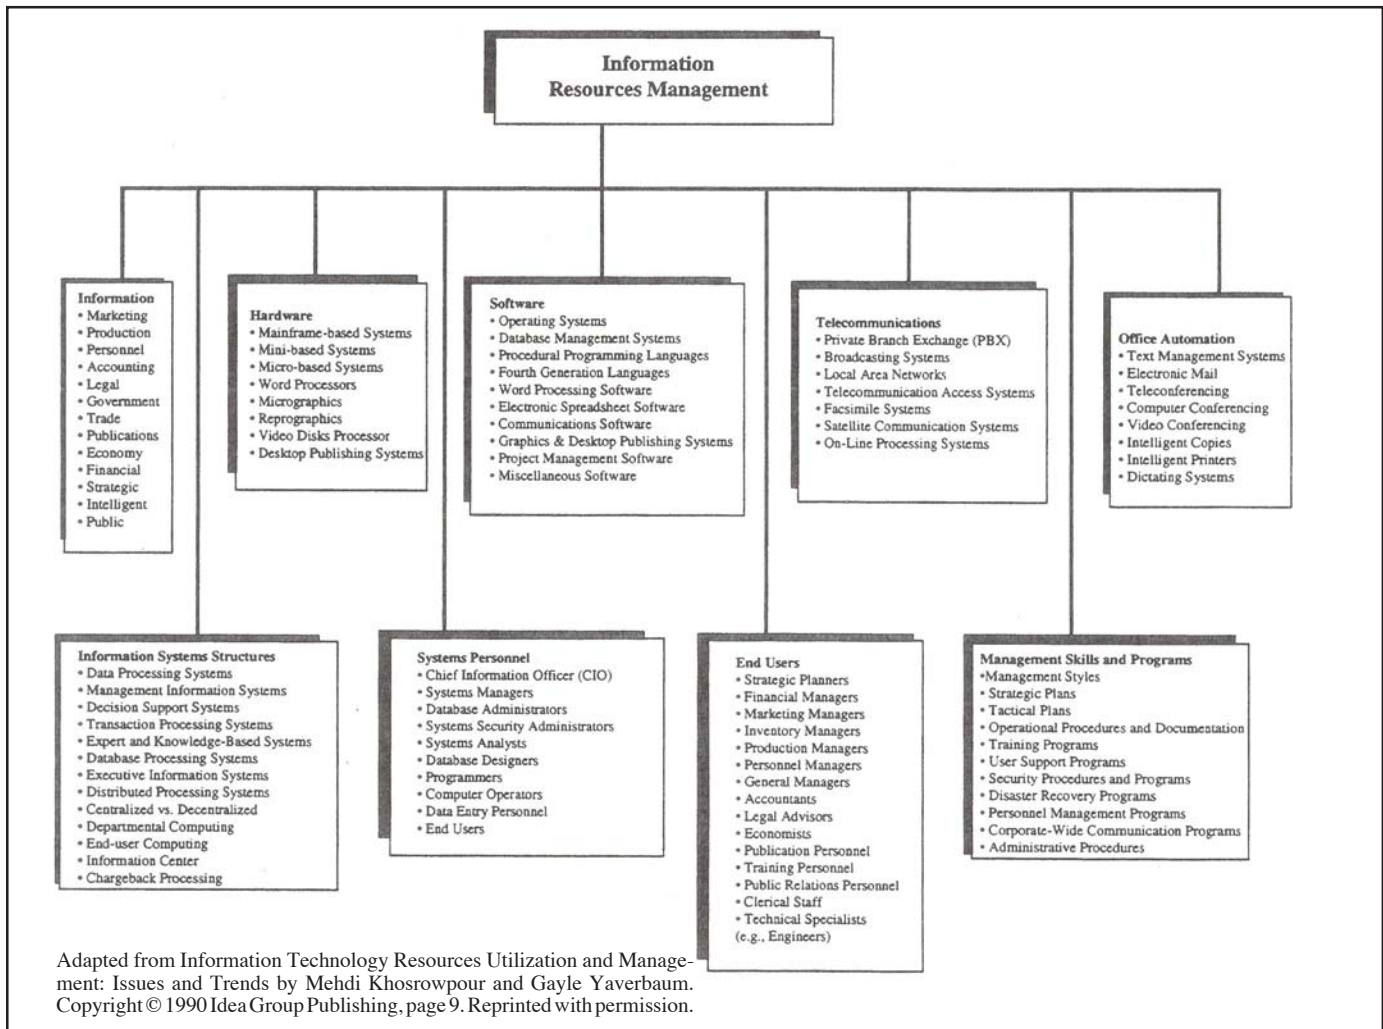 Information
Resources Management
Information
• Marketing
• Production
• Personnel
• Accounting
• Legal
• Government
• Trade
• Publications
• Economy
• Financial
• Strategic
• Intelligent
• Public
Hardware
• Mainframe-based Systems
• Mini-based Systems
• Micro-based Systems
• Word Processors
• Micrographics
• Reprographics
• Video Disks Processor
• Desktop Publishing Systems
Software
• Operating Systems
• Database Management Systems
• Procedural Programming Languages
• Fourth Generation Languages
• Word Processing Software
• Electronic Spreadsheet Software
• Communications Software
• Graphics & Desktop Publishing Systems
• Project Management Software
• Miscellaneous Software
Telecommunications
• Private Branch Exchange (PBX)
• Broadcasting Systems
• Local Area Networks
• Telecommunication Access Systems
• Facsimile Systems
• Satellite Communication Systems
• On-Line Processing Systems
Office Automation
• Text Management Systems
• Electronic Mail
• Teleconferencing
• Computer Conferencing
• Video Conferencing
• Intelligent Copies
• Intelligent Printers
• Dictating Systems
Information Systems Structures
• Data Processing Systems
• Management Information Systems
• Decision Support Systems
• Transaction Processing Systems
• Expert and Knowledge-Based Systems
• Database Processing Systems
• Executive Information Systems
• Distributed Processing Systems
• Centralized vs. Decentralized
• Departmental Computing
• End-user Computing
• Information Center
• Chargeback Processing
Systems Personnel
• Chief Information Officer (CIO)
• Systems Managers
• Database Administrators
• Systems Security Administrators
• Systems Analysts
• Database Designers
• Programmers
• Computer Operators
• Data Entry Personnel
• End Users
End Users
• Strategic Planners
• Financial Managers
• Marketing Managers
• Inventory Managers
• Production Managers
• Personnel Managers
• General Managers
• Accountants
• Legal Advisors
• Economists
• Publication Personnel
• Training Personnel
• Public Relations Personnel
• Clerical Staff
• Technical Specialists
(e.g., Engineers)
Management Skills and Programs
•Management Styles
• Strategic Plans
• Tactical Plans
• Operational Procedures and Documentation
• Training Programs
• User Support Programs
• Security Procedures and Programs
• Disaster Recovery Programs
• Personnel Management Programs
• Corporate-Wide Communication Programs
• Administrative Procedures
Adapted from Information Technology Resources Utilization and Manage-
ment: Issues and Trends by Mehdi Khosrowpour and Gayle Yaverbaum.
Copyright © 1990 Idea Group Publishing, page 9. Reprinted with permission.